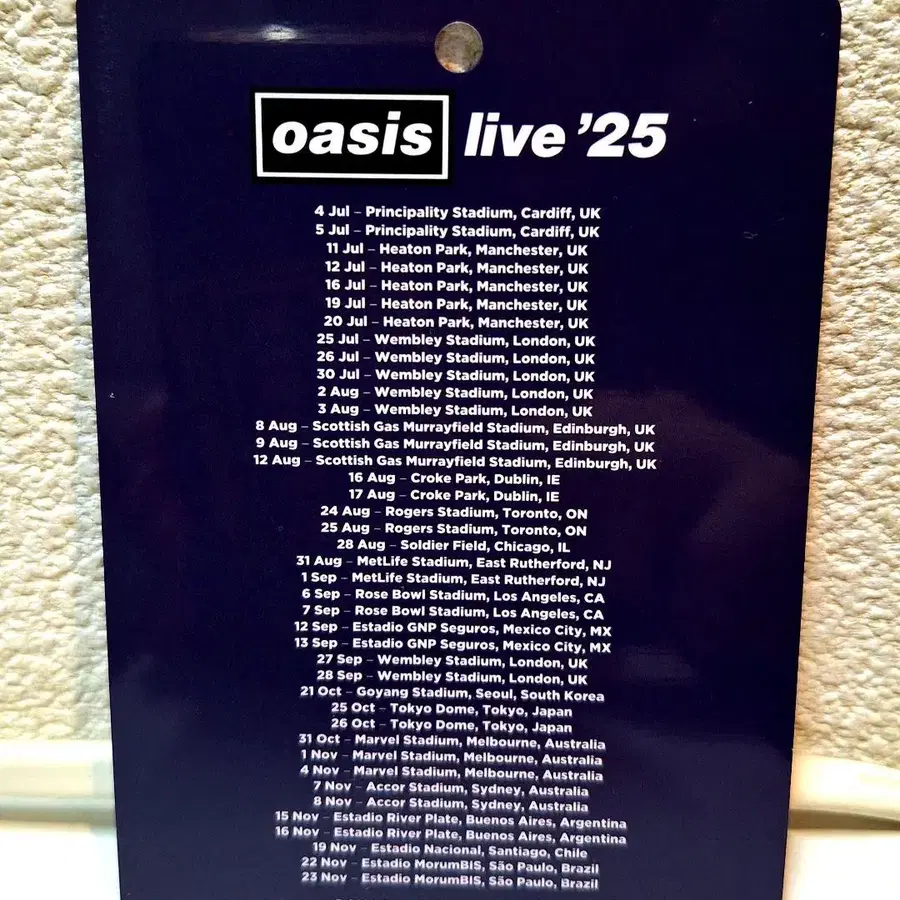 oasis live '25
4 Jul – Principality Stadium, Cardiff, UK
5 Jul – Principality Stadium, Cardiff, UK
11 Jul – Heaton Park, Manchester, UK
12 Jul – Heaton Park, Manchester, UK
16 Jul – Heaton Park, Manchester, UK
19 Jul – Heaton Park, Manchester, UK
20 Jul – Heaton Park, Manchester, UK
25 Jul – Wembley Stadium, London, UK
26 Jul – Wembley Stadium, London, UK
30 Jul – Wembley Stadium, London, UK
2 Aug – Wembley Stadium, London, UK
3 Aug – Wembley Stadium, London, UK
8 Aug – Scottish Gas Murrayfield Stadium, Edinburgh, UK
9 Aug – Scottish Gas Murrayfield Stadium, Edinburgh, UK
12 Aug – Scottish Gas Murrayfield Stadium, Edinburgh, UK
16 Aug – Croke Park, Dublin, IE
17 Aug – Croke Park, Dublin, IE
24 Aug – Rogers Stadium, Toronto, ON
25 Aug – Rogers Stadium, Toronto, ON
28 Aug – Soldier Field, Chicago, IL
31 Aug – MetLife Stadium, East Rutherford, NJ
1 Sep – MetLife Stadium, East Rutherford, NJ
6 Sep – Rose Bowl Stadium, Los Angeles, CA
7 Sep – Rose Bowl Stadium, Los Angeles, CA
12 Sep – Estadio GNP Seguros, Mexico City, MX
13 Sep – Estadio GNP Seguros, Mexico City, MX
27 Sep – Wembley Stadium, London, UK
28 Sep – Wembley Stadium, London, UK
21 Oct – Goyang Stadium, Seoul, South Korea
25 Oct – Tokyo Dome, Tokyo, Japan
26 Oct – Tokyo Dome, Tokyo, Japan
31 Oct – Marvel Stadium, Melbourne, Australia
1 Nov – Marvel Stadium, Melbourne, Australia
4 Nov – Marvel Stadium, Melbourne, Australia
7 Nov – Accor Stadium, Sydney, Australia
8 Nov – Accor Stadium, Sydney, Australia
15 Nov – Estadio River Plate, Buenos Aires, Argentina
16 Nov – Estadio River Plate, Buenos Aires, Argentina
19 Nov – Estadio Nacional, Santiago, Chile
22 Nov – Estadio MorumBIS, São Paulo, Brazil
23 Nov – Estadio MorumBIS, São Paulo, Brazil